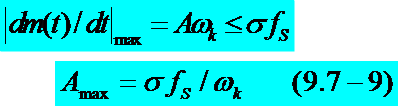 |dm(t)/dt|max = Aωk ≤ σfS
Amax = σfS / ωk (9.7 − 9)